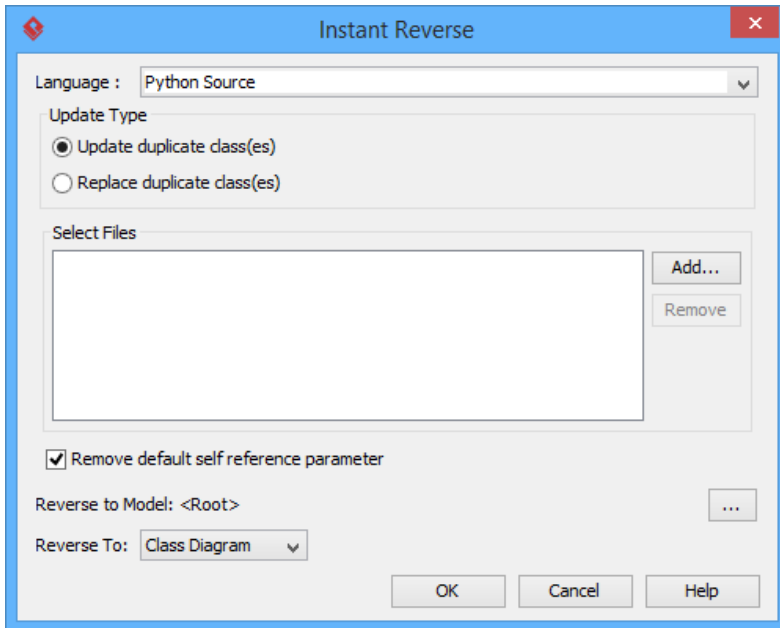 Instant Reverse
Language : Python Source
Update Type
Update duplicate class(es)
Replace duplicate class(es)
Select Files
Add...
Remove
Remove default self reference parameter
Reverse to Model: <Root>
...
Reverse To: Class Diagram
OK Cancel Help